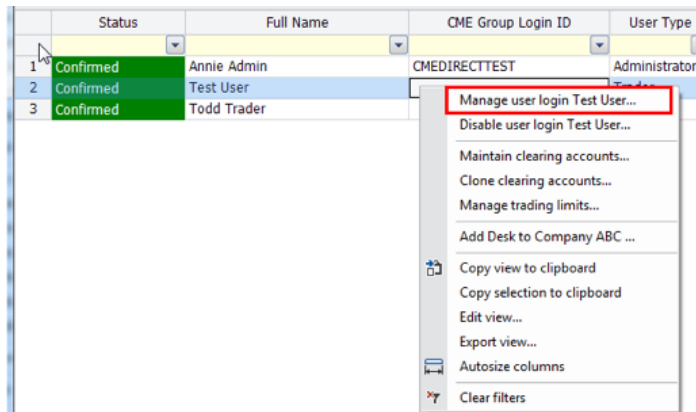 Status Full Name CME Group Login ID User Type
1 Confirmed Annie Admin CMEDIRECTTEST Administrator
2 Confirmed Test User Trader
3 Confirmed Todd Trader
Manage user login Test User...
Disable user login Test User...
Maintain clearing accounts...
Clone clearing accounts...
Manage trading limits...
Add Desk to Company ABC ...
Copy view to clipboard
Copy selection to clipboard
Edit view...
Export view...
Autosize columns
Clear filters